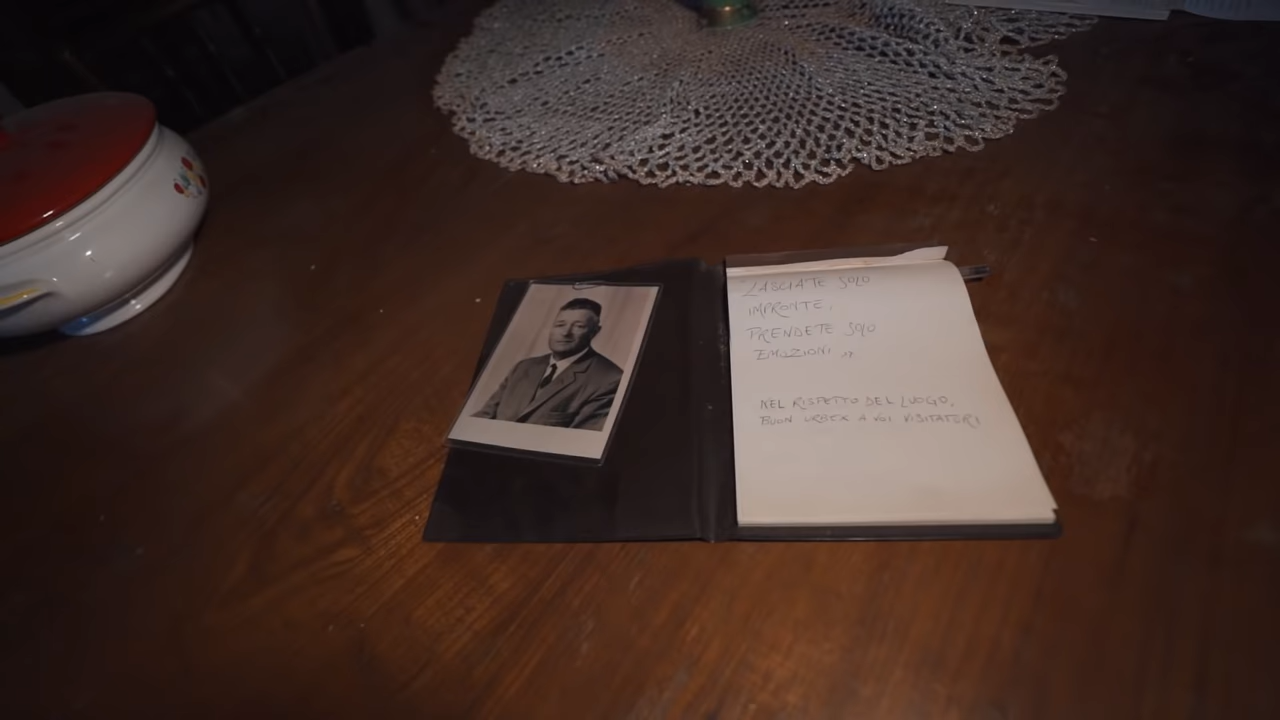 LASCIATE SOLO
IMPRONTE,
PRENDETE SOLO
EMOZIONI
NEL RISPETTO DEL LUOGO,
BUON URBEX A VOI VISITATORI